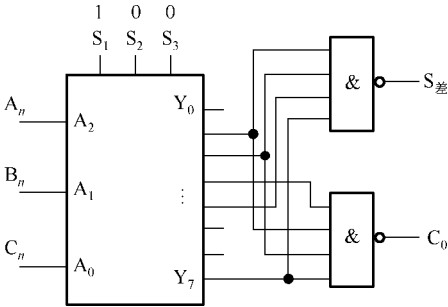 1 0 0
S₁ S₂ S₃
Aₙ A₂ Y₀ & S差
Bₙ A₁ ⋮
Cₙ A₀ Y₇ & C₀